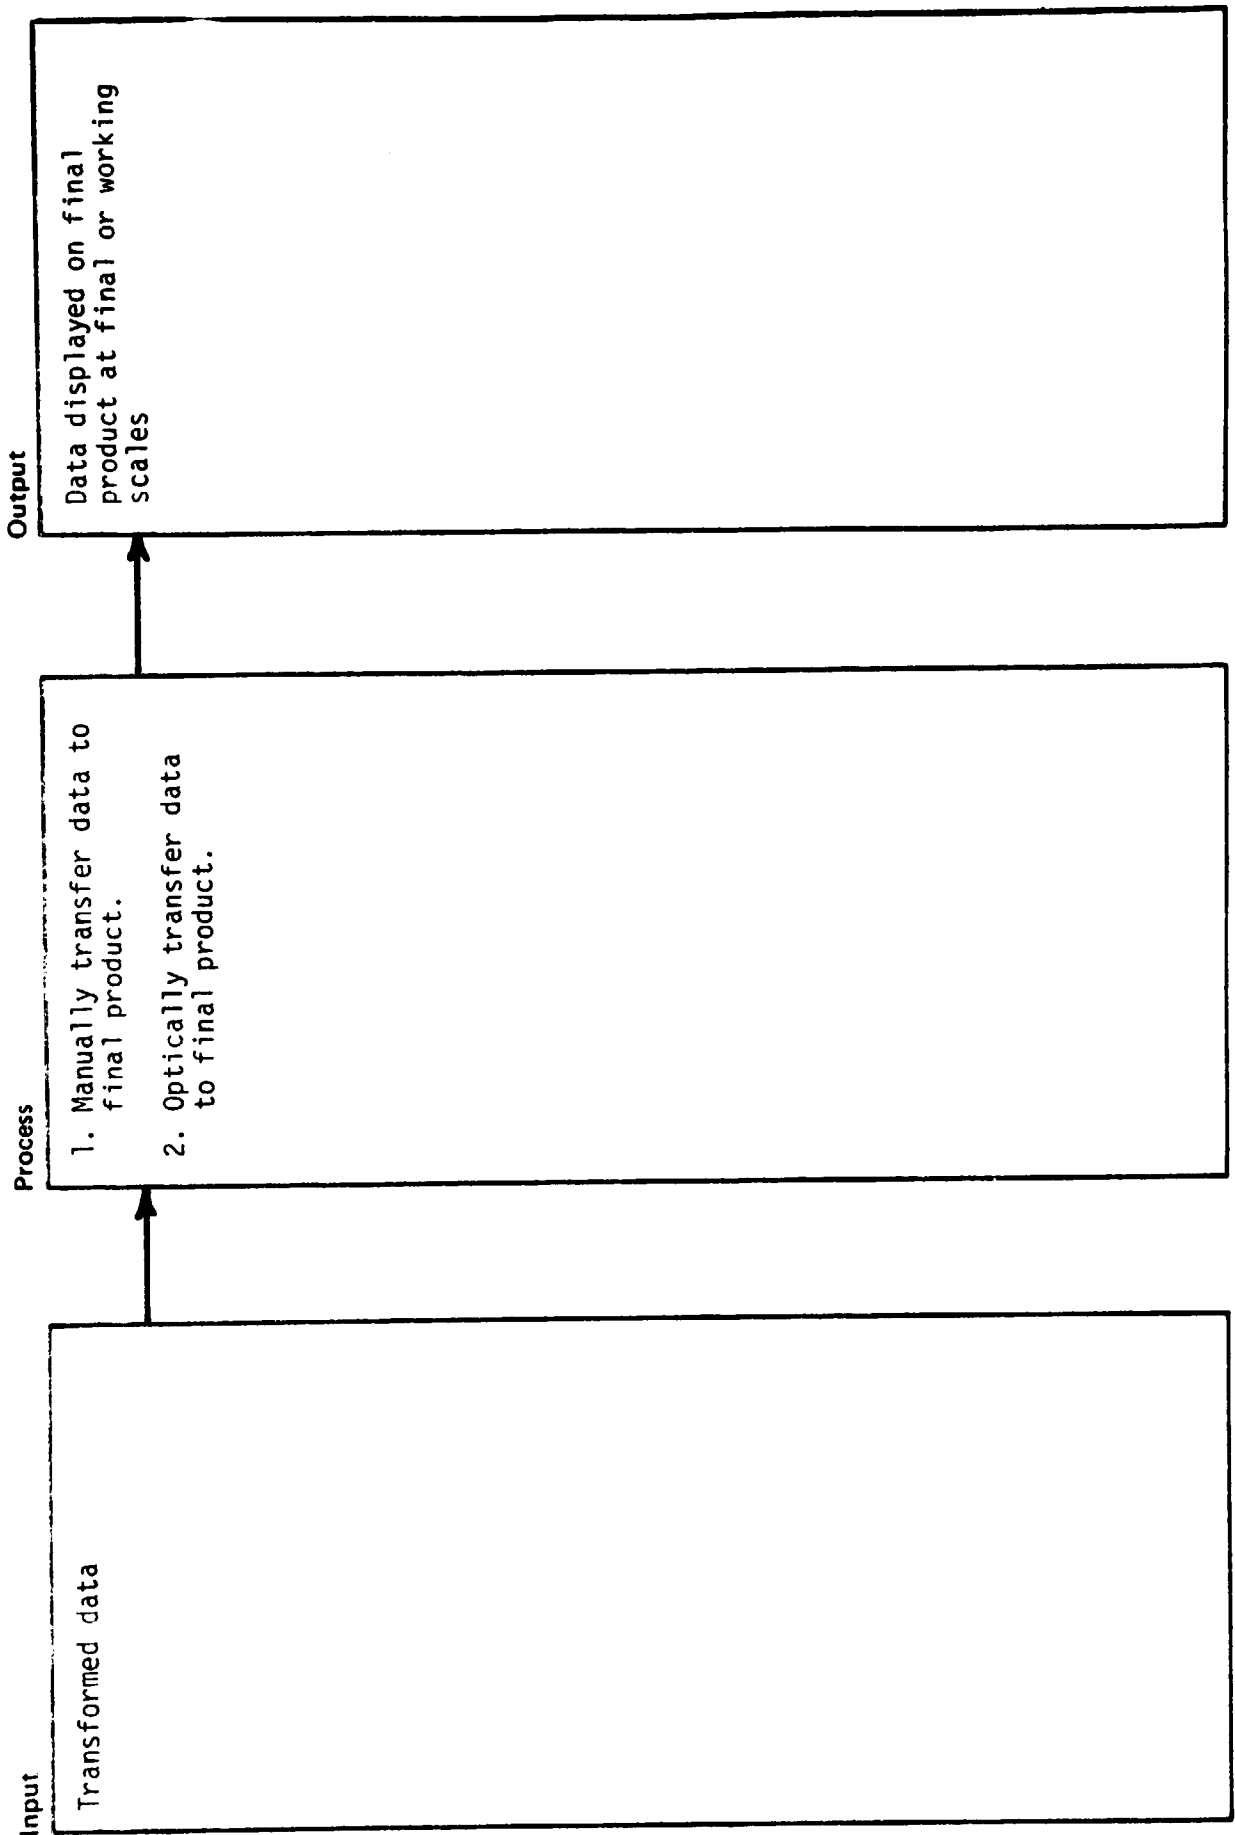 Input
Transformed data
Process
1. Manually transfer data to
final product.
2. Optically transfer data
to final product.
Output
Data displayed on final
product at final or working
scales